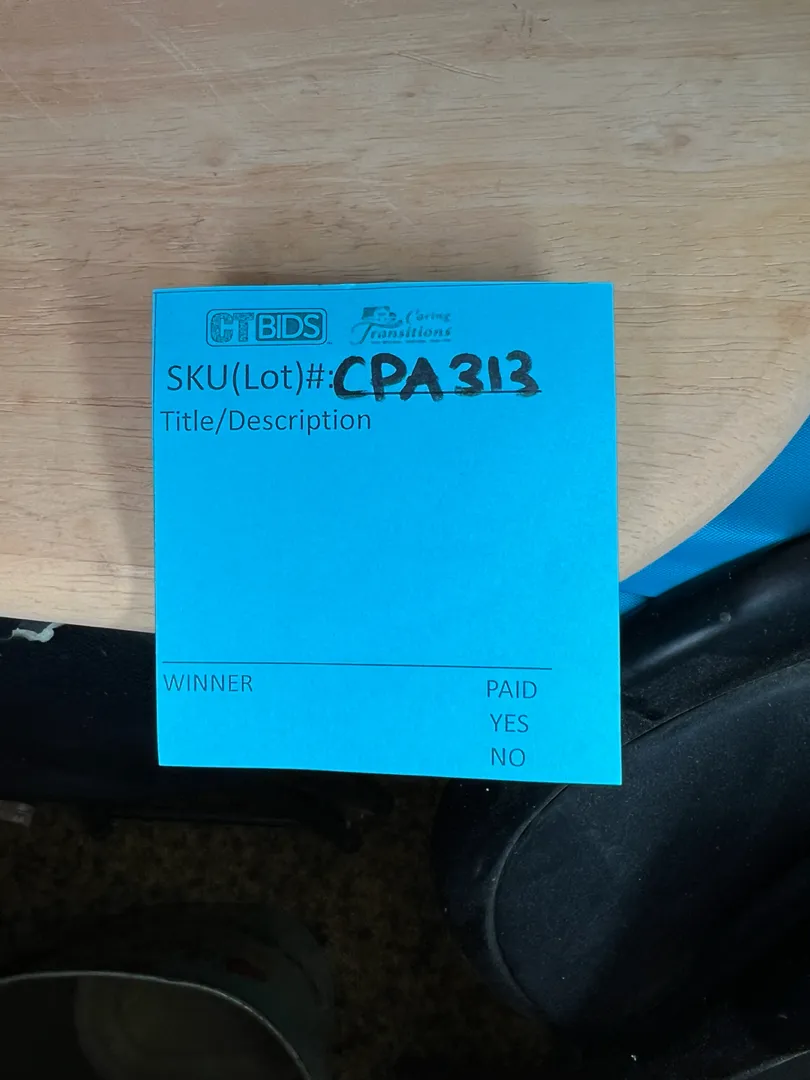 CTBIDS Caring
Transitions
SKU(Lot)#:CPA313
Title/Description
WINNER PAID
YES
NO